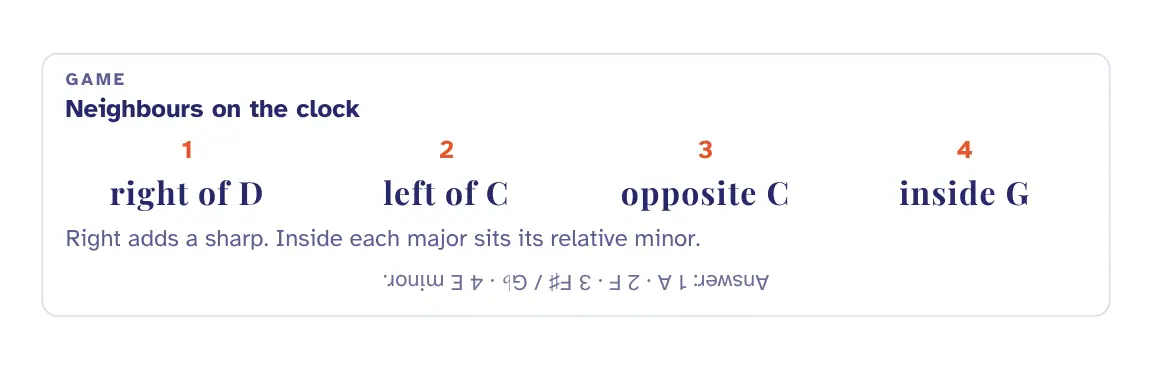 GAME
Neighbours on the clock
1 2 3 4
right of D left of C opposite C inside G
Right adds a sharp. Inside each major sits its relative minor.
Answer: 1 A · 2 F · 3 F♯ / G♭ · 4 E minor.